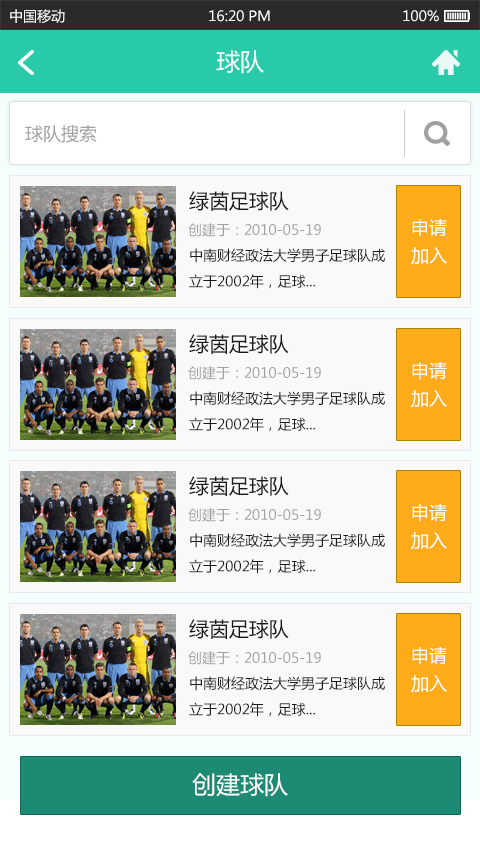 中国移动 16:20 PM 100%
球队
球队搜索
绿茵足球队
创建于：2010-05-19
中南财经政法大学男子足球队成
立于2002年，足球...
申请
加入
绿茵足球队
创建于：2010-05-19
中南财经政法大学男子足球队成
立于2002年，足球...
申请
加入
绿茵足球队
创建于：2010-05-19
中南财经政法大学男子足球队成
立于2002年，足球...
申请
加入
绿茵足球队
创建于：2010-05-19
中南财经政法大学男子足球队成
立于2002年，足球...
申请
加入
创建球队